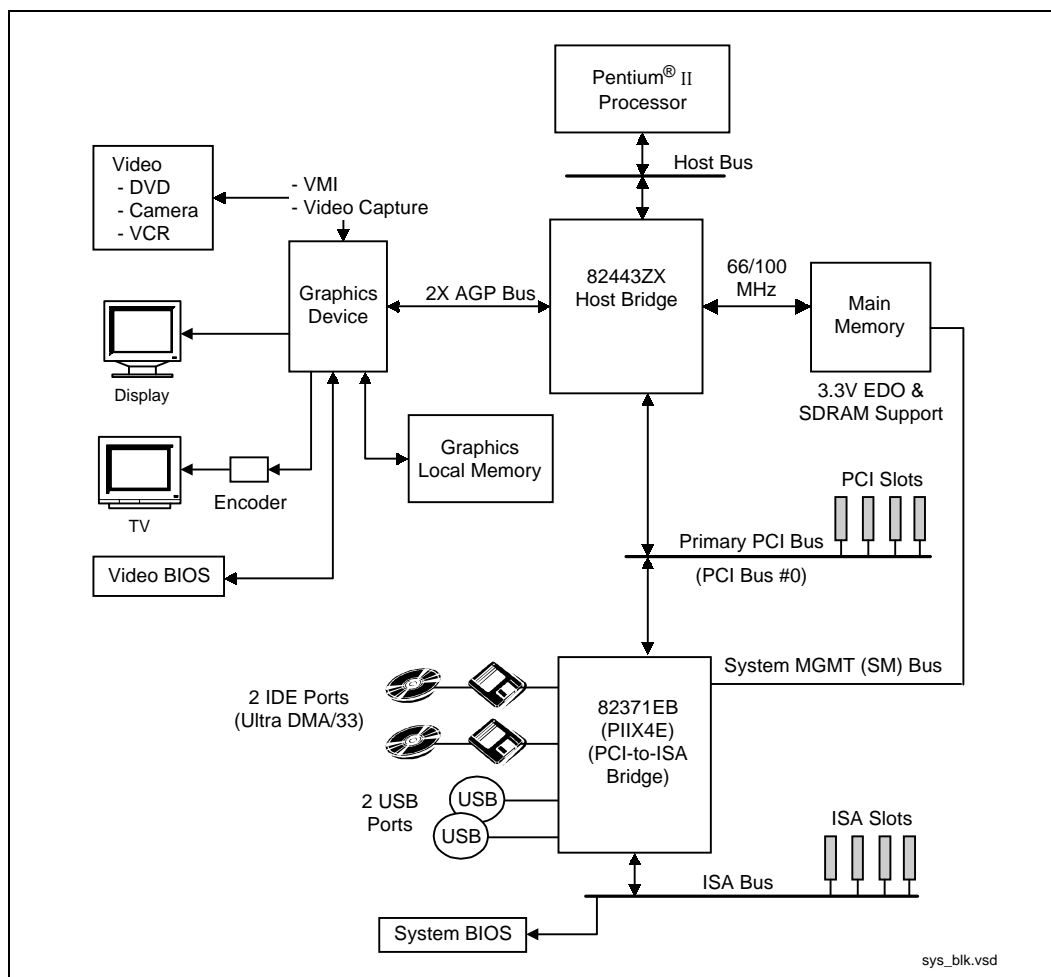 Pentium® II
Processor
Host Bus
Video
- DVD
- Camera
- VCR
- VMI
- Video Capture
Graphics
Device
2X AGP Bus
82443ZX
Host Bridge
66/100
MHz
Main
Memory
3.3V EDO &
SDRAM Support
Display
Graphics
Local Memory
TV
Encoder
Video BIOS
PCI Slots
Primary PCI Bus
(PCI Bus #0)
System MGMT (SM) Bus
2 IDE Ports
(Ultra DMA/33)
82371EB
(PIIX4E)
(PCI-to-ISA
Bridge)
2 USB
Ports
USB
USB
ISA Slots
ISA Bus
System BIOS
sys_blk.vsd